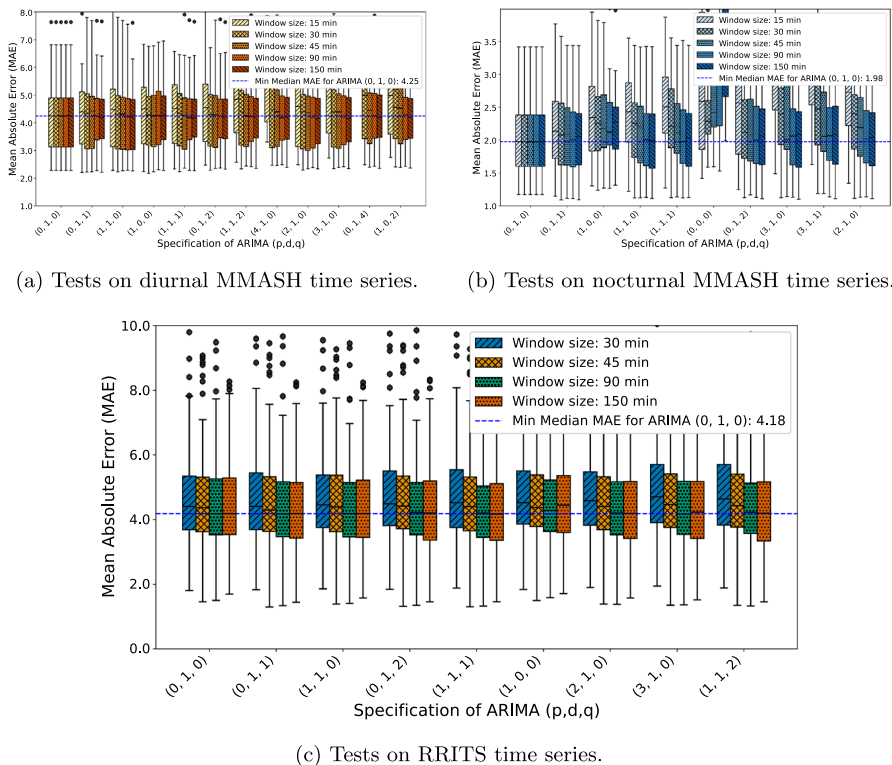 Mean Absolute Error (MAE)
8.0
7.0
6.0
5.0
4.0
3.0
2.0
1.0
Window size: 15 min
Window size: 30 min
Window size: 45 min
Window size: 90 min
Window size: 150 min
Min Median MAE for ARIMA (0, 1, 0): 4.25
(0, 1, 0)
(0, 1, 1)
(1, 1, 0)
(1, 0, 0)
(1, 1, 1)
(0, 1, 2)
(1, 1, 2)
(4, 1, 0)
(2, 1, 0)
(3, 1, 0)
(0, 1, 4)
(1, 0, 2)
Specification of ARIMA (p,d,q)
(a) Tests on diurnal MMASH time series.
Mean Absolute Error (MAE)
3.5
3.0
2.5
2.0
1.5
1.0
Window size: 15 min
Window size: 30 min
Window size: 45 min
Window size: 90 min
Window size: 150 min
Min Median MAE for ARIMA (0, 1, 0): 1.98
(0, 1, 0)
(0, 1, 1)
(1, 0, 0)
(1, 1, 0)
(1, 1, 1)
(0, 0, 0)
(0, 1, 2)
(3, 1, 0)
(3, 1, 1)
(2, 1, 0)
Specification of ARIMA (p,d,q)
(b) Tests on nocturnal MMASH time series.
Mean Absolute Error (MAE)
10.0
8.0
6.0
4.0
2.0
0.0
Window size: 30 min
Window size: 45 min
Window size: 90 min
Window size: 150 min
Min Median MAE for ARIMA (0, 1, 0): 4.18
(0, 1, 0)
(0, 1, 1)
(1, 1, 0)
(0, 1, 2)
(1, 1, 1)
(1, 0, 0)
(2, 1, 0)
(3, 1, 0)
(1, 1, 2)
Specification of ARIMA (p,d,q)
(c) Tests on RRITS time series.